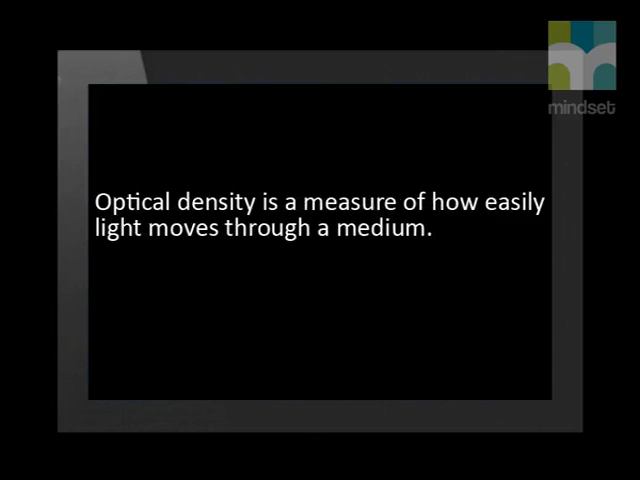 mindset
Optical density is a measure of how easily
light moves through a medium.